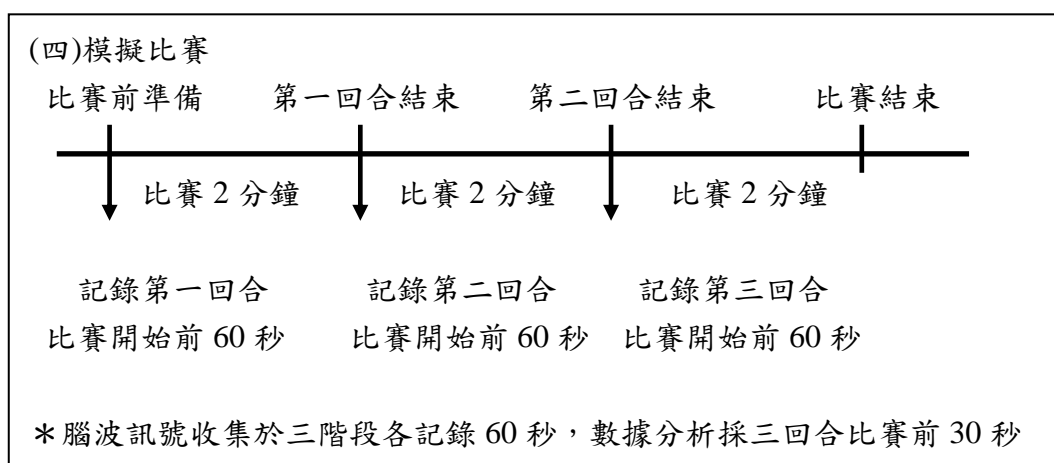 (四)模擬比賽
比賽前準備 第一回合結束 第二回合結束 比賽結束
比賽 2 分鐘 比賽 2 分鐘 比賽 2 分鐘
記錄第一回合 記錄第二回合 記錄第三回合
比賽開始前 60 秒 比賽開始前 60 秒 比賽開始前 60 秒
＊腦波訊號收集於三階段各記錄 60 秒，數據分析採三回合比賽前 30 秒